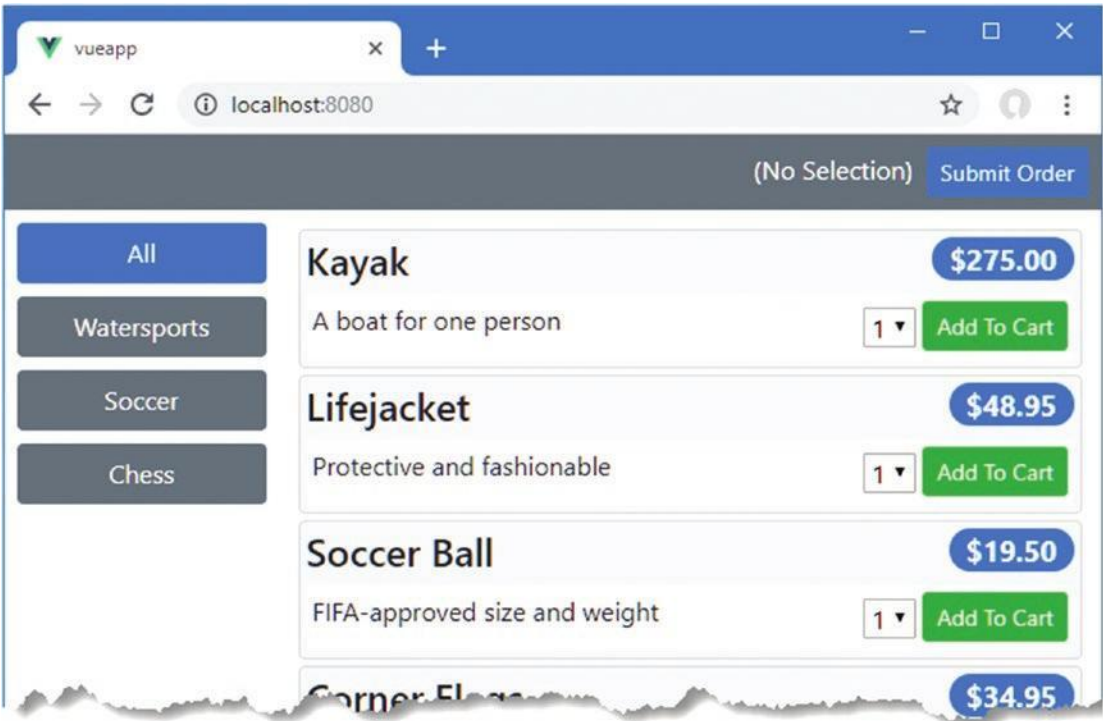 vueapp
localhost:8080
(No Selection) Submit Order
All
Watersports
Soccer
Chess
Kayak $275.00
A boat for one person 1 Add To Cart
Lifejacket $48.95
Protective and fashionable 1 Add To Cart
Soccer Ball $19.50
FIFA-approved size and weight 1 Add To Cart
Corner Flags $34.95